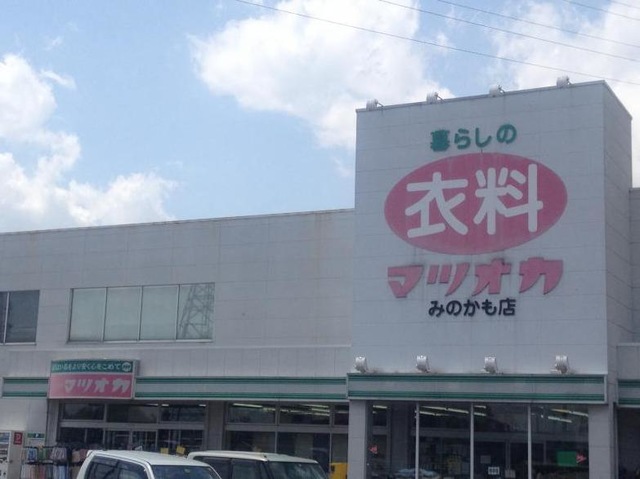 暮らしの
衣料
マツオカ
みのかも店
マツオカ